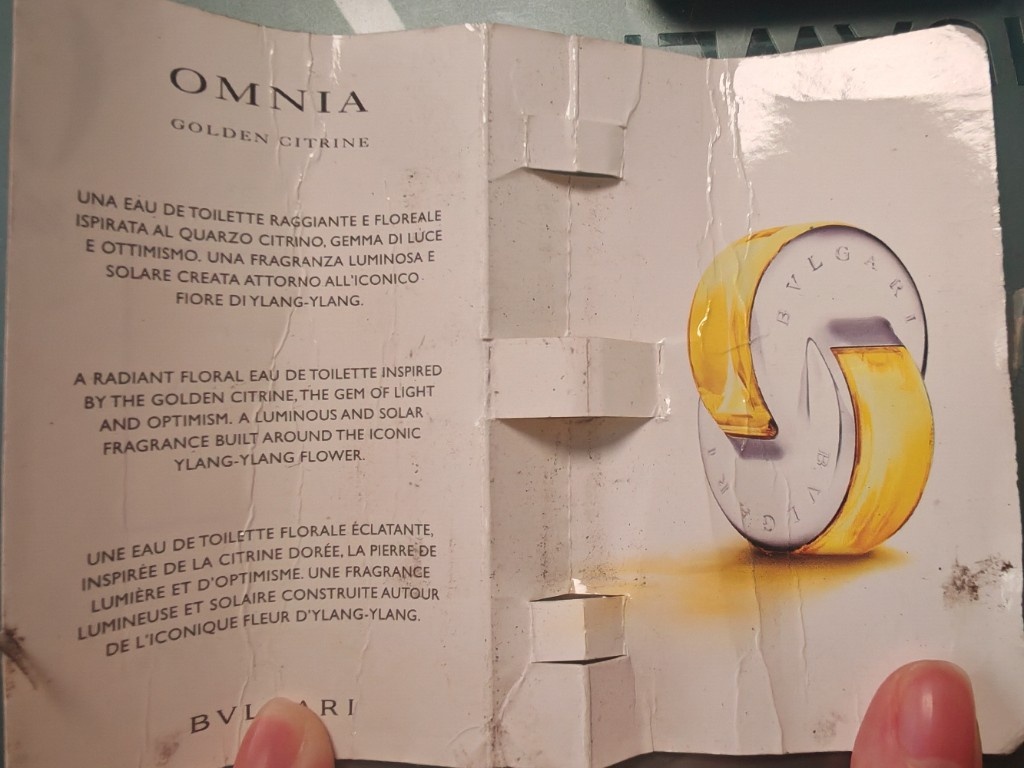 OMNIA
GOLDEN CITRINE
UNA EAU DE TOILETTE RAGGIANTE E FLOREALE
ISPIRATA AL QUARZO CITRINO, GEMMA DI LUCE
E OTTIMISMO. UNA FRAGRANZA LUMINOSA E
SOLARE CREATA ATTORNO ALL'ICONICO
FIORE DI YLANG-YLANG.
A RADIANT FLORAL EAU DE TOILETTE INSPIRED
BY THE GOLDEN CITRINE, THE GEM OF LIGHT
AND OPTIMISM. A LUMINOUS AND SOLAR
FRAGRANCE BUILT AROUND THE ICONIC
YLANG-YLANG FLOWER.
UNE EAU DE TOILETTE FLORALE ÉCLATANTE,
INSPIRÉE DE LA CITRINE DORÉE, LA PIERRE DE
LUMIÈRE ET D'OPTIMISME. UNE FRAGRANCE
LUMINEUSE ET SOLAIRE CONSTRUITE AUTOUR
DE L'ICONIQUE FLEUR D'YLANG-YLANG.
BVLGARI
BVLGARI
BVLGARI